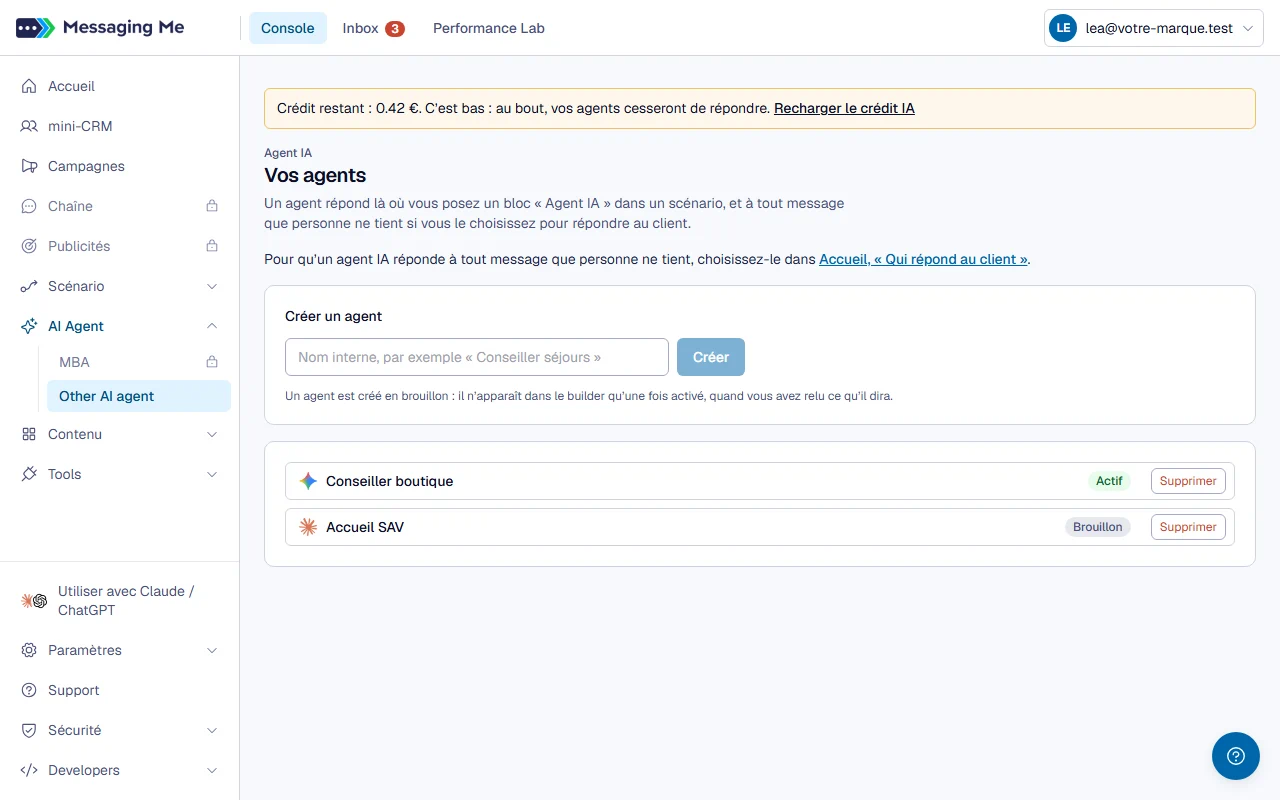 Messaging Me
Console
Inbox 3
Performance Lab
LE lea@votre-marque.test
Accueil
mini-CRM
Campagnes
Chaîne
Publicités
Scénario
AI Agent
MBA
Other AI agent
Contenu
Tools
Utiliser avec Claude /
ChatGPT
Paramètres
Support
Sécurité
Developers
Crédit restant : 0.42 €. C'est bas : au bout, vos agents cesseront de répondre. Recharger le crédit IA
Agent IA
Vos agents
Un agent répond là où vous posez un bloc « Agent IA » dans un scénario, et à tout message
que personne ne tient si vous le choisissez pour répondre au client.
Pour qu'un agent IA réponde à tout message que personne ne tient, choisissez-le dans Accueil, « Qui répond au client ».
Créer un agent
Nom interne, par exemple « Conseiller séjours »
Créer
Un agent est créé en brouillon : il n'apparaît dans le builder qu'une fois activé, quand vous avez relu ce qu'il dira.
Conseiller boutique
Actif
Supprimer
Accueil SAV
Brouillon
Supprimer